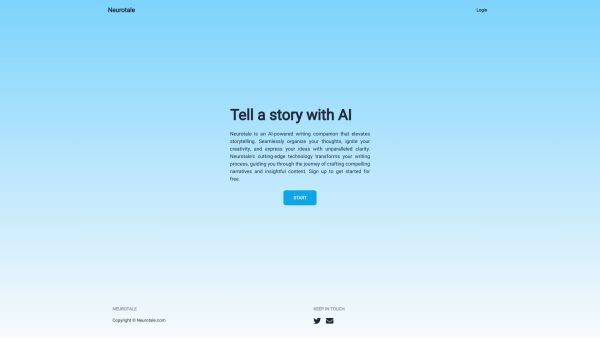 Neurotale
Login
Tell a story with AI
Neurotale is an AI-powered writing companion that elevates
storytelling. Seamlessly organize your thoughts, ignite your
creativity, and express your ideas with unparalleled clarity.
Neurotale's cutting-edge technology transforms your writing
process, guiding you through the journey of crafting compelling
narratives and insightful content. Sign up to get started for
free.
START
NEUROTALE
KEEP IN TOUCH
Copyright © Neurotale.com